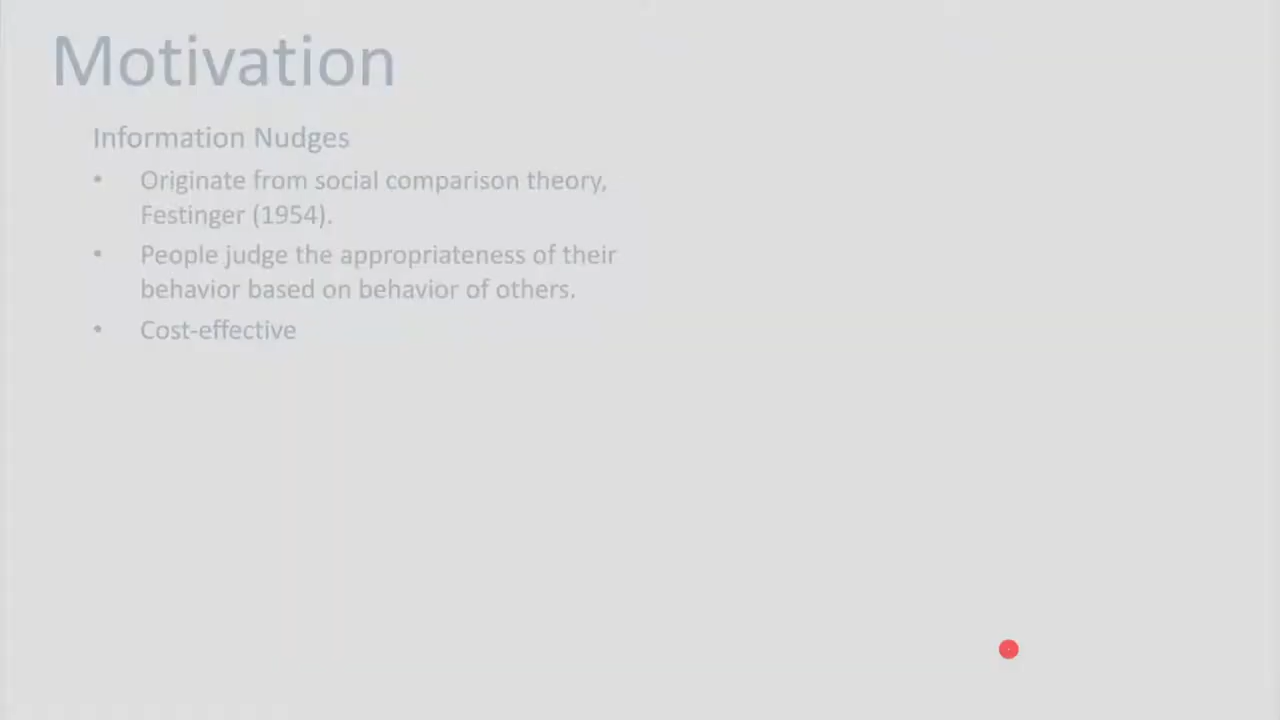 Motivation
Information Nudges
• Originate from social comparison theory,
Festinger (1954).
• People judge the appropriateness of their
behavior based on behavior of others.
• Cost-effective